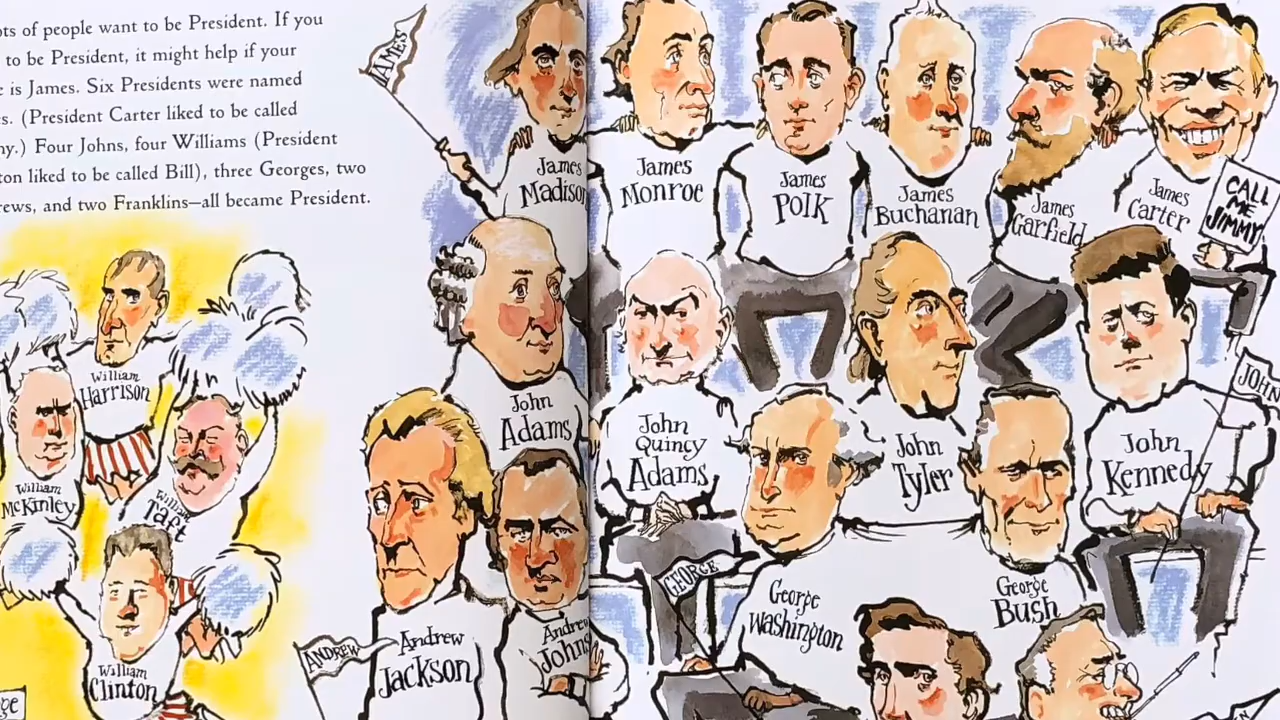 ts of people want to be President. If you
to be President, it might help if your
is James. Six Presidents were named
s. (President Carter liked to be called
y.) Four Johns, four Williams (President
ton liked to be called Bill), three Georges, two
rews, and two Franklins—all became President.
JAMES
James
Madison
James
Monroe
James
Polk
James
Buchanan
James
Garfield
James
Carter
CALL
ME
JIMMY
William
Harrison
William
McKinley
William
Taft
William
Clinton
John
Adams
John
Quincy
Adams
John
Tyler
John
Kennedy
JOHN
ANDREW
Andrew
Jackson
Andrew
Johns
GEORGE
George
Washington
George
Bush